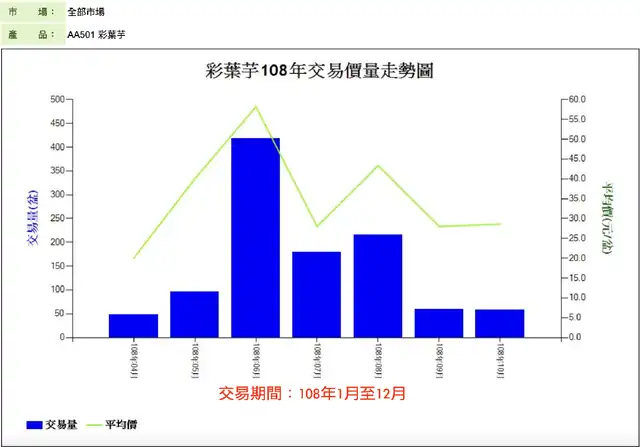 市 場： 全部市場
產 品： AA501 彩葉芋
彩葉芋108年交易價量走勢圖
500 60.0
450 55.0
400 50.0
350 45.0
300 40.0
250 35.0
200 30.0
150 25.0
100 20.0
50 15.0
0 10.0
5.0
0.0
交易量(盆)
平均價(元/盆)
108年04月 108年05月 108年06月 108年07月 108年08月 108年09月 108年10月
交易期間：108年1月至12月
交易量 平均價